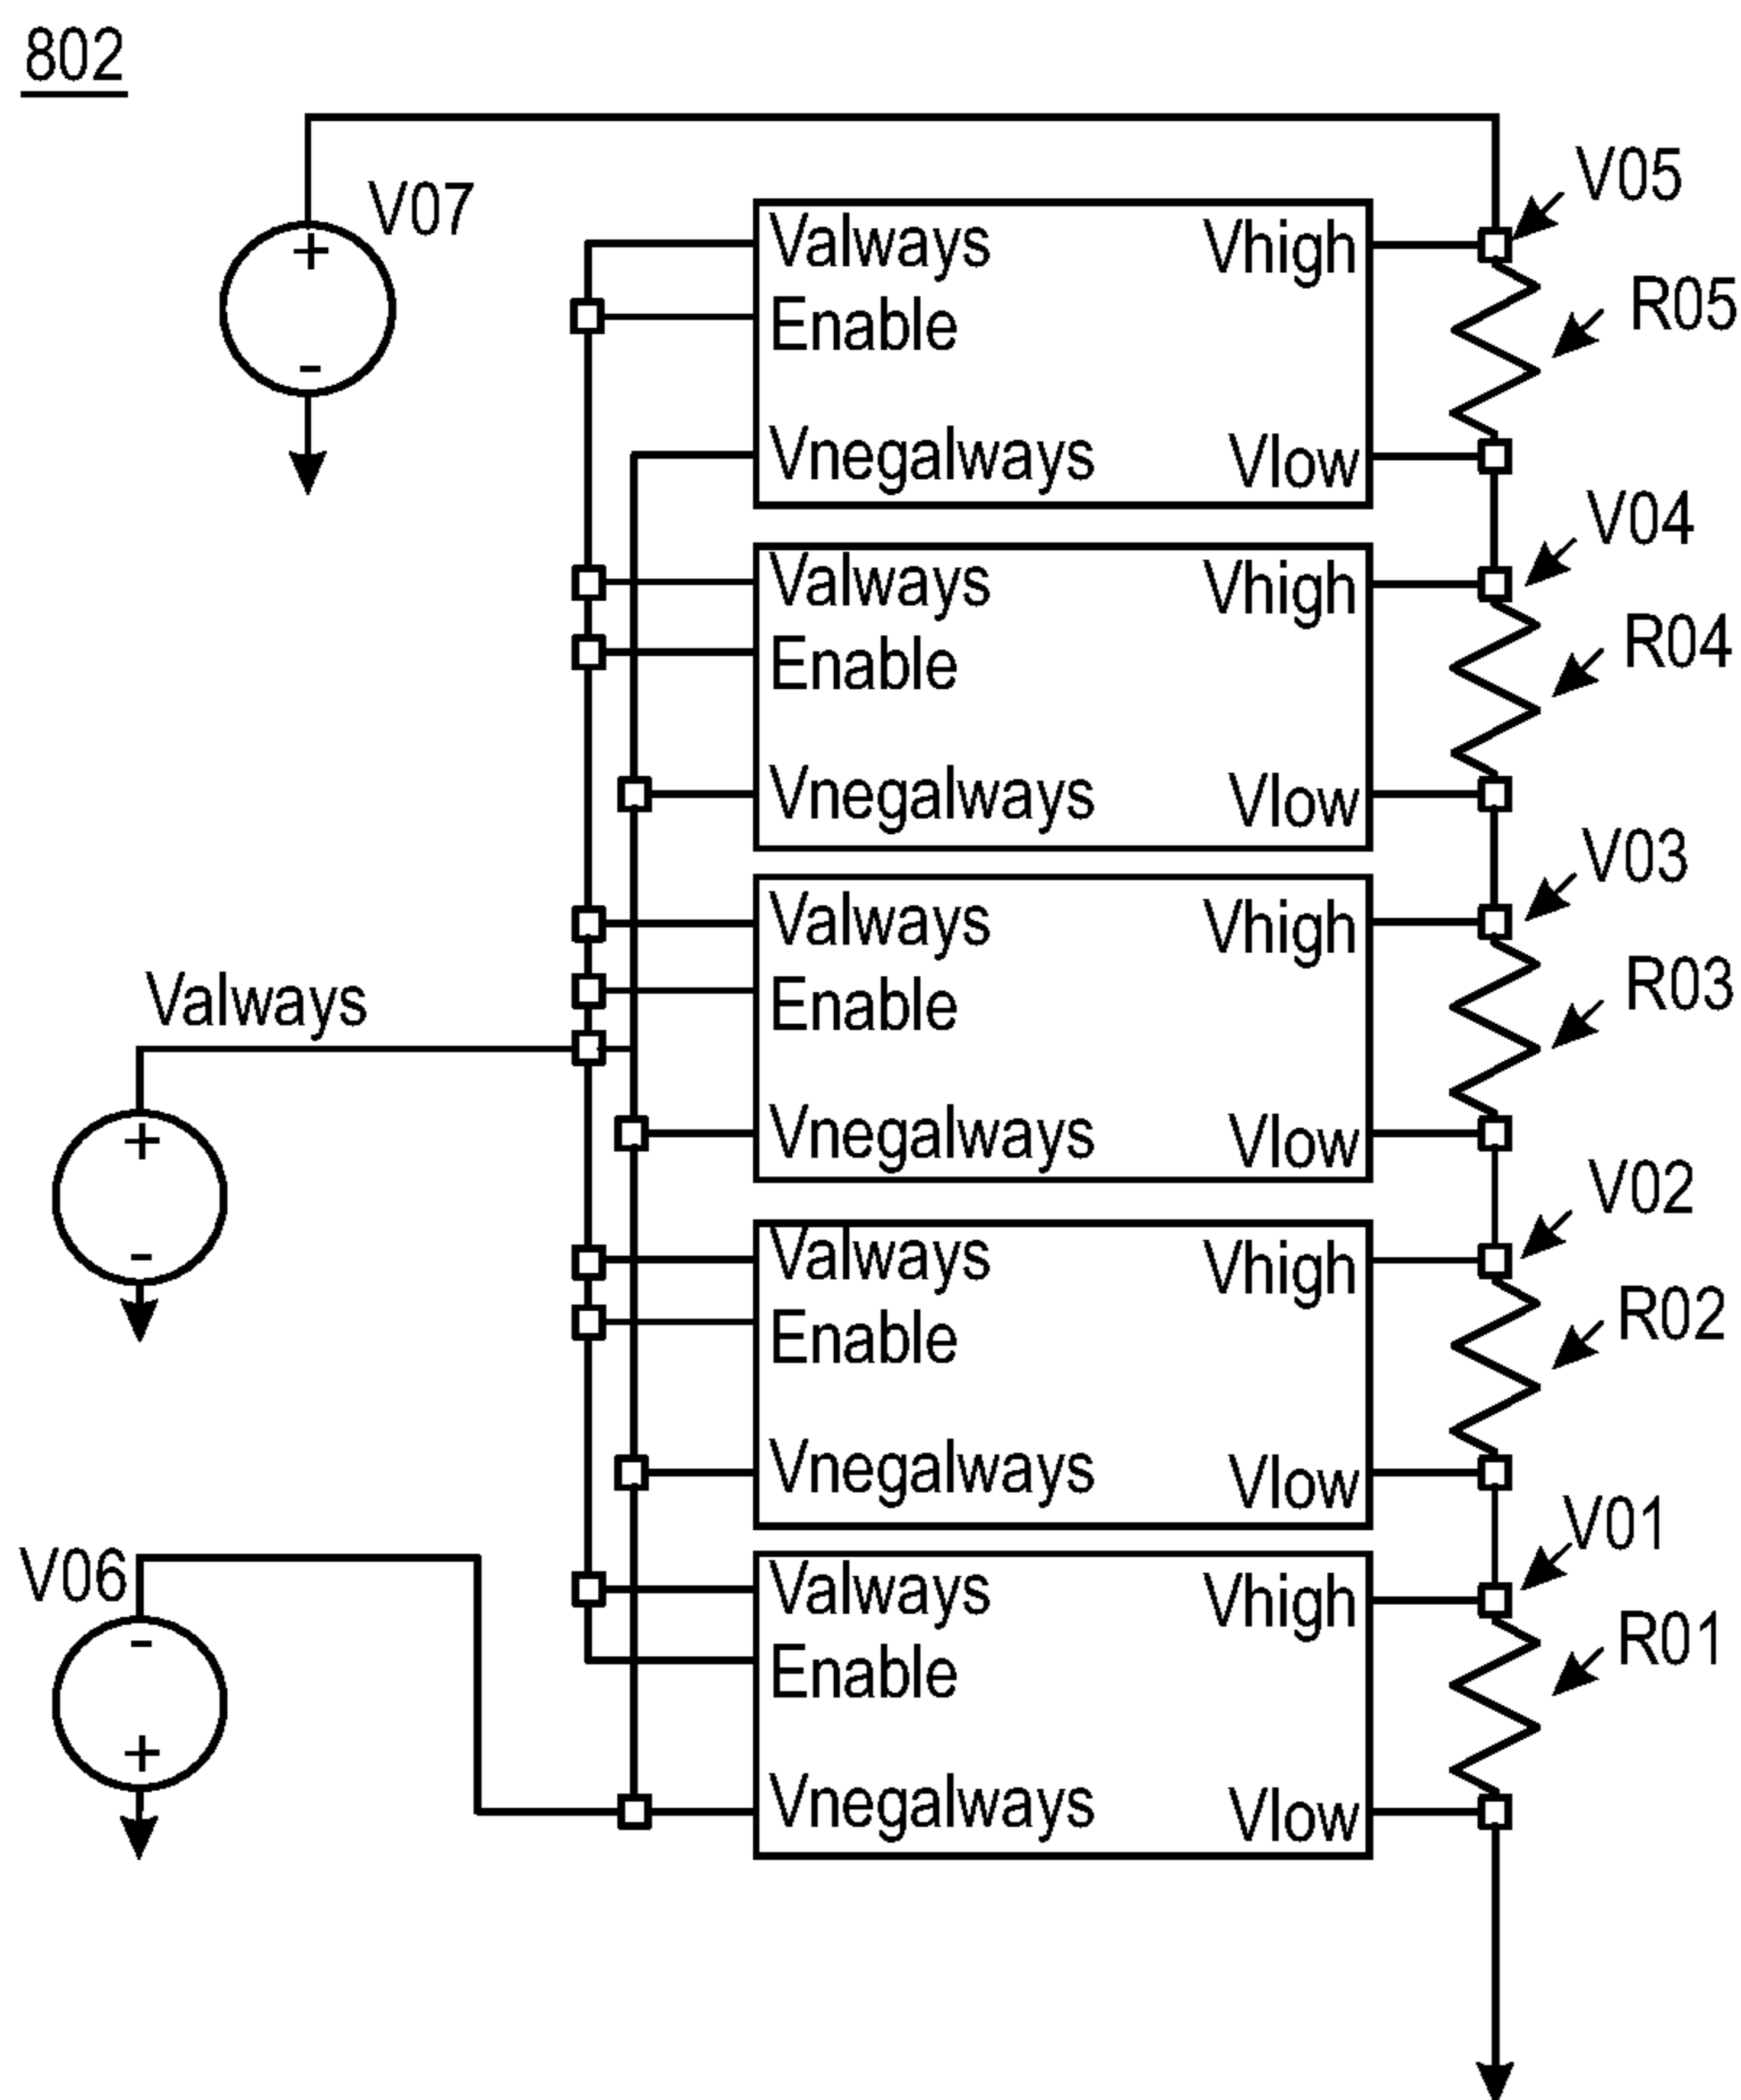 802
V07
+
-
Valways
Enable
Vnegalways
Vhigh
Vlow
V05
R05
Valways
Enable
Vnegalways
Vhigh
Vlow
V04
R04
Valways
Enable
Vnegalways
Vhigh
Vlow
V03
R03
Valways
+
-
Valways
Enable
Vnegalways
Vhigh
Vlow
V02
R02
V06
-
+
Valways
Enable
Vnegalways
Vhigh
Vlow
V01
R01